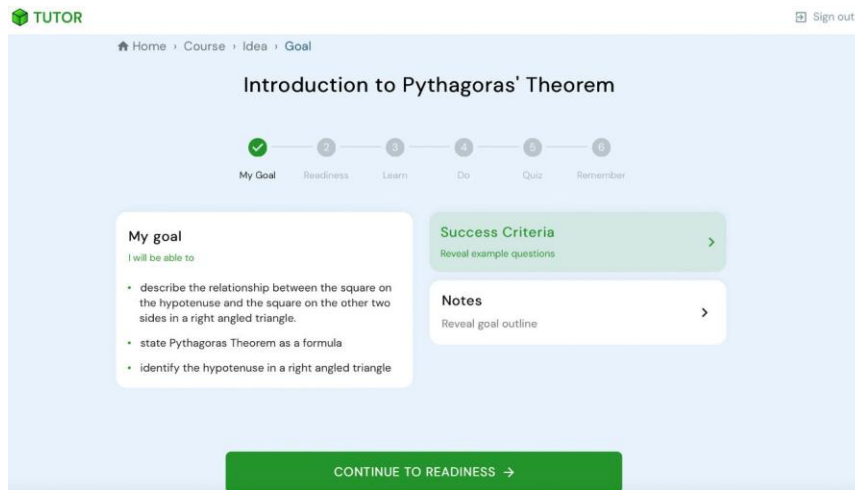 TUTOR
Sign out
Home › Course › Idea › Goal
Introduction to Pythagoras' Theorem
2
3
4
5
6
My Goal
Readiness
Learn
Do
Quiz
Remember
My goal
I will be able to
• describe the relationship between the square on
the hypotenuse and the square on the other two
sides in a right angled triangle.
• state Pythagoras Theorem as a formula
• identify the hypotenuse in a right angled triangle
Success Criteria
Reveal example questions
Notes
Reveal goal outline
CONTINUE TO READINESS →